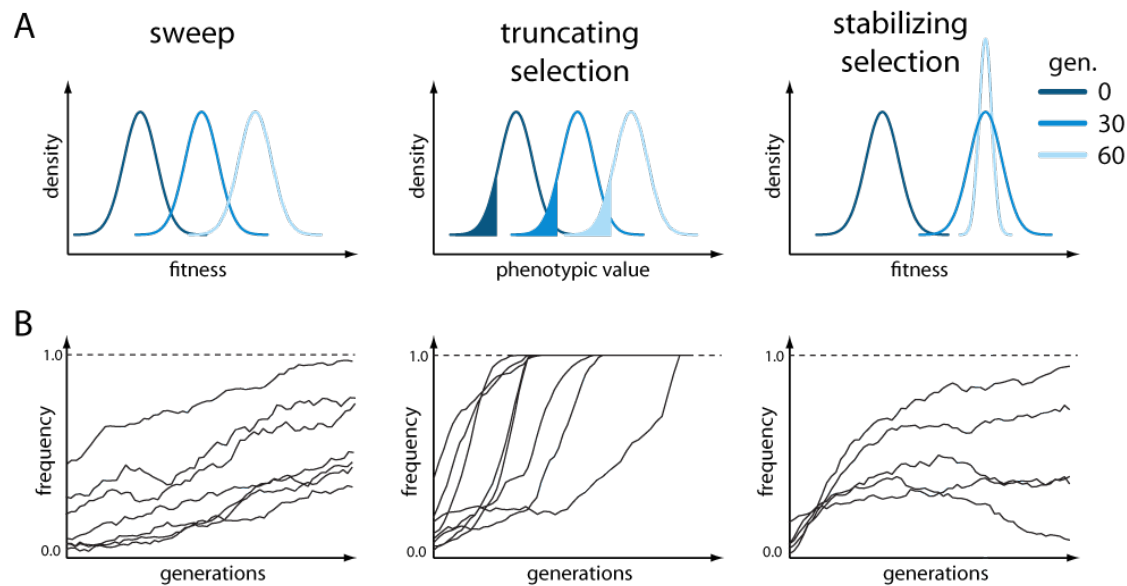 A
sweep
truncating
selection
stabilizing
selection
gen.
0
30
60
density
fitness
density
phenotypic value
density
fitness
B
1.0
frequency
0.0
generations
1.0
frequency
0.0
generations
1.0
frequency
0.0
generations